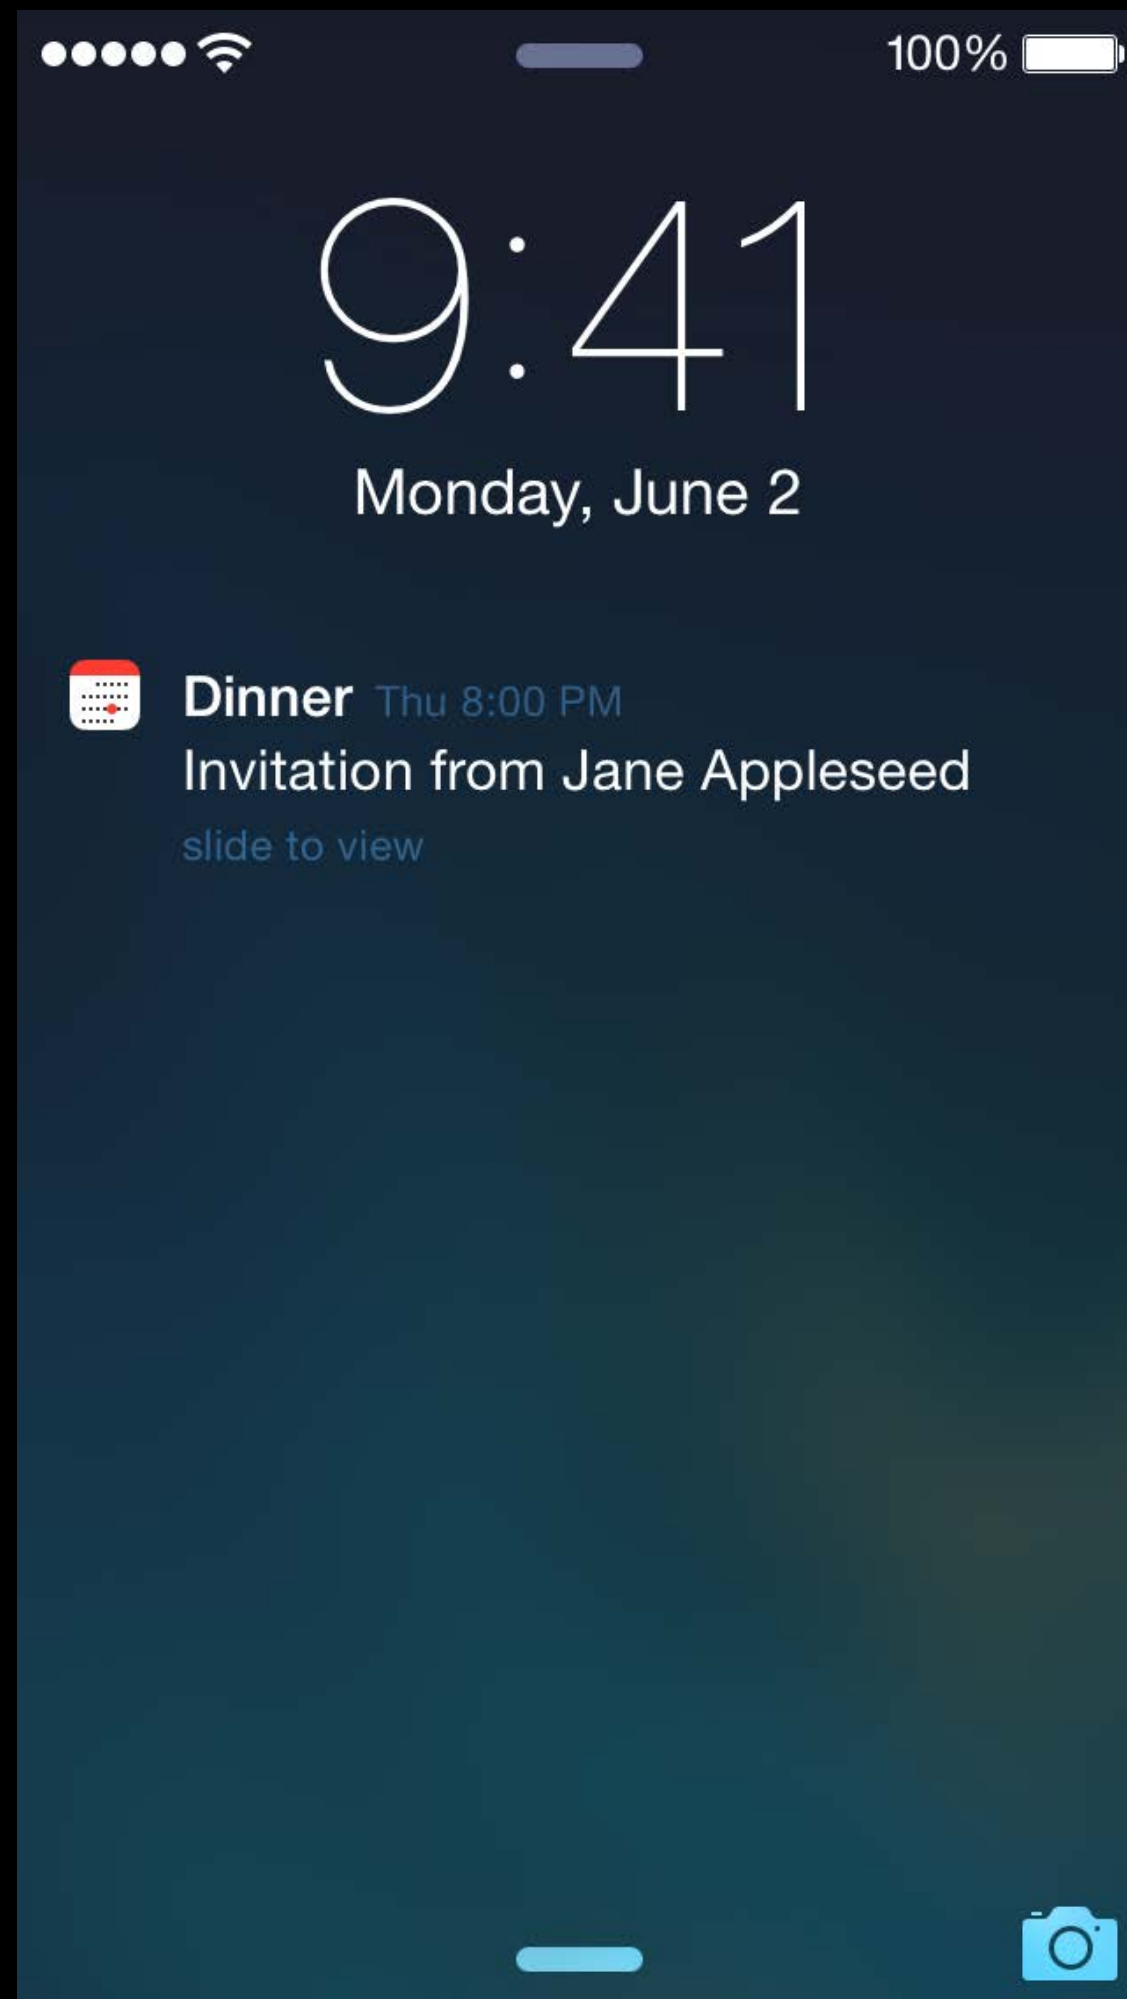 100%
9:41
Monday, June 2
Dinner Thu 8:00 PM
Invitation from Jane Appleseed
slide to view